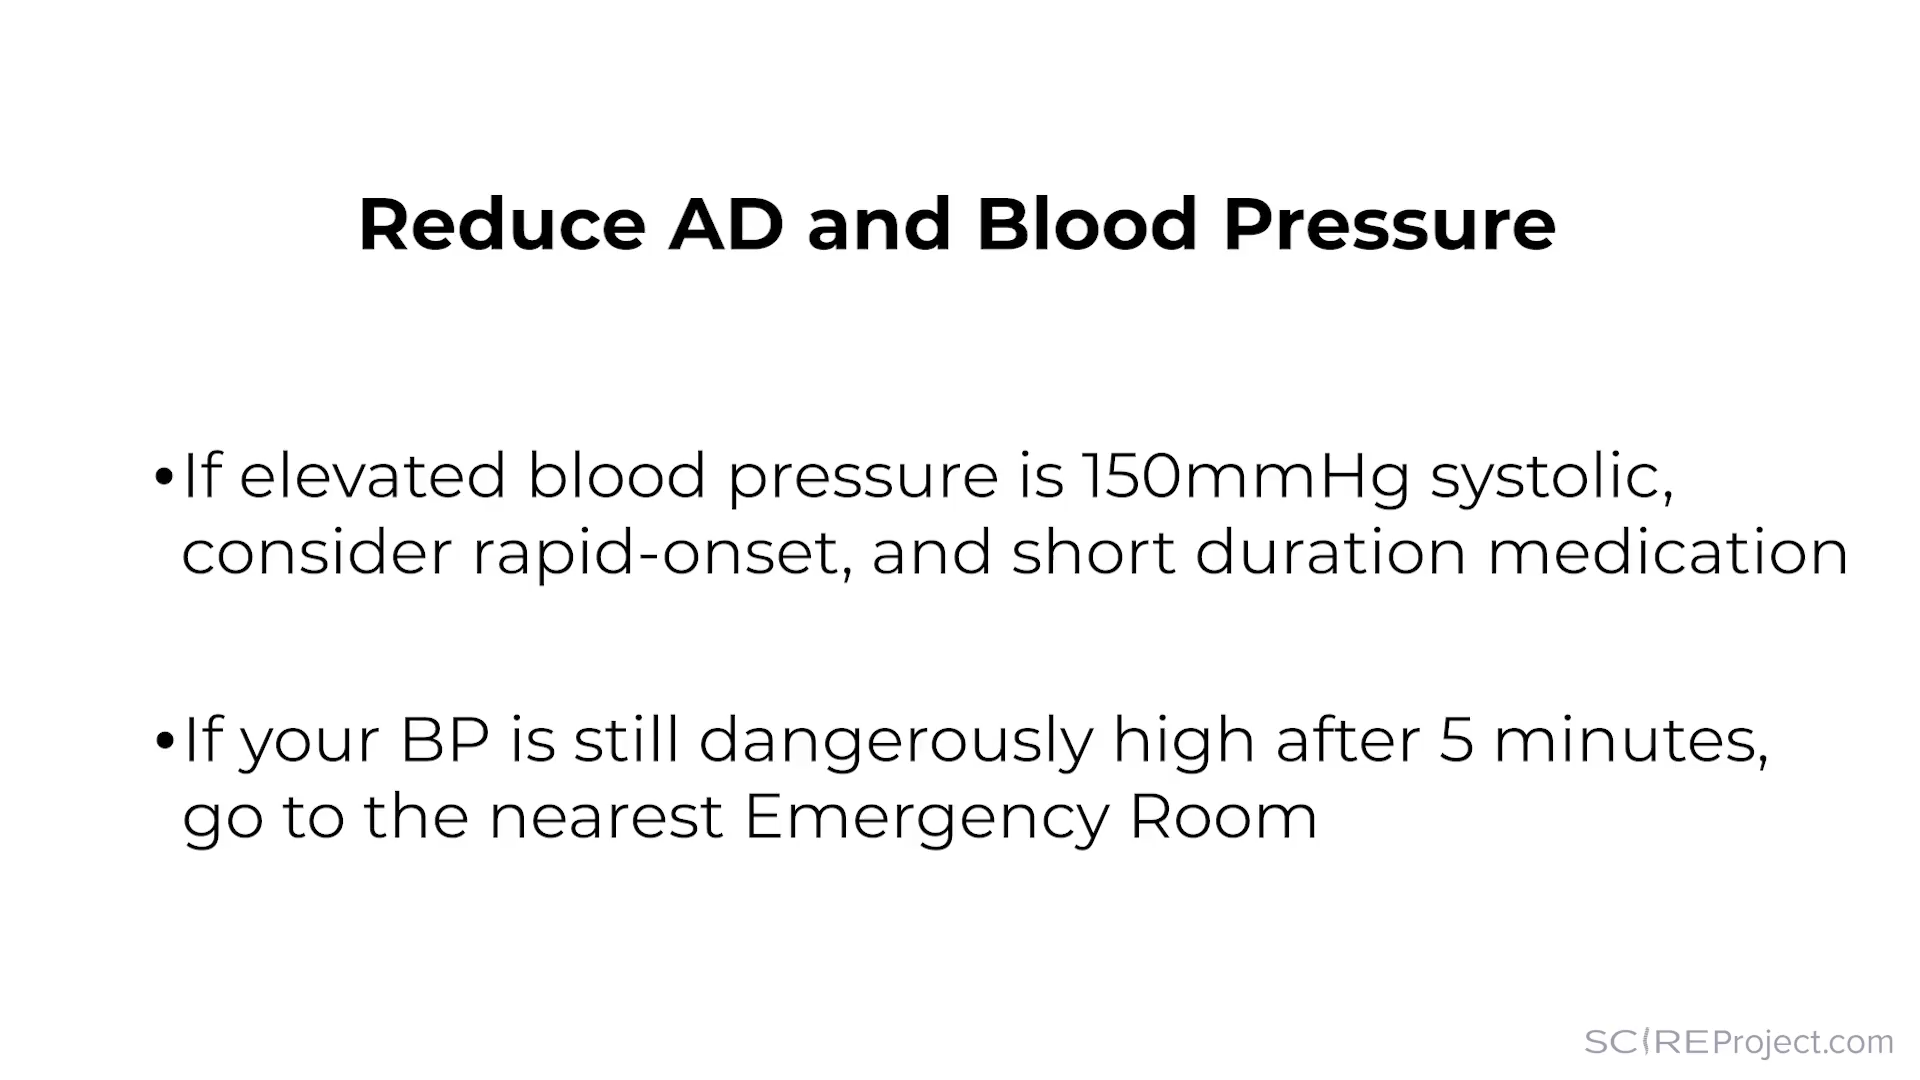 Reduce AD and Blood Pressure
•If elevated blood pressure is 150mmHg systolic,
consider rapid-onset, and short duration medication
•If your BP is still dangerously high after 5 minutes,
go to the nearest Emergency Room
SCIREProject.com